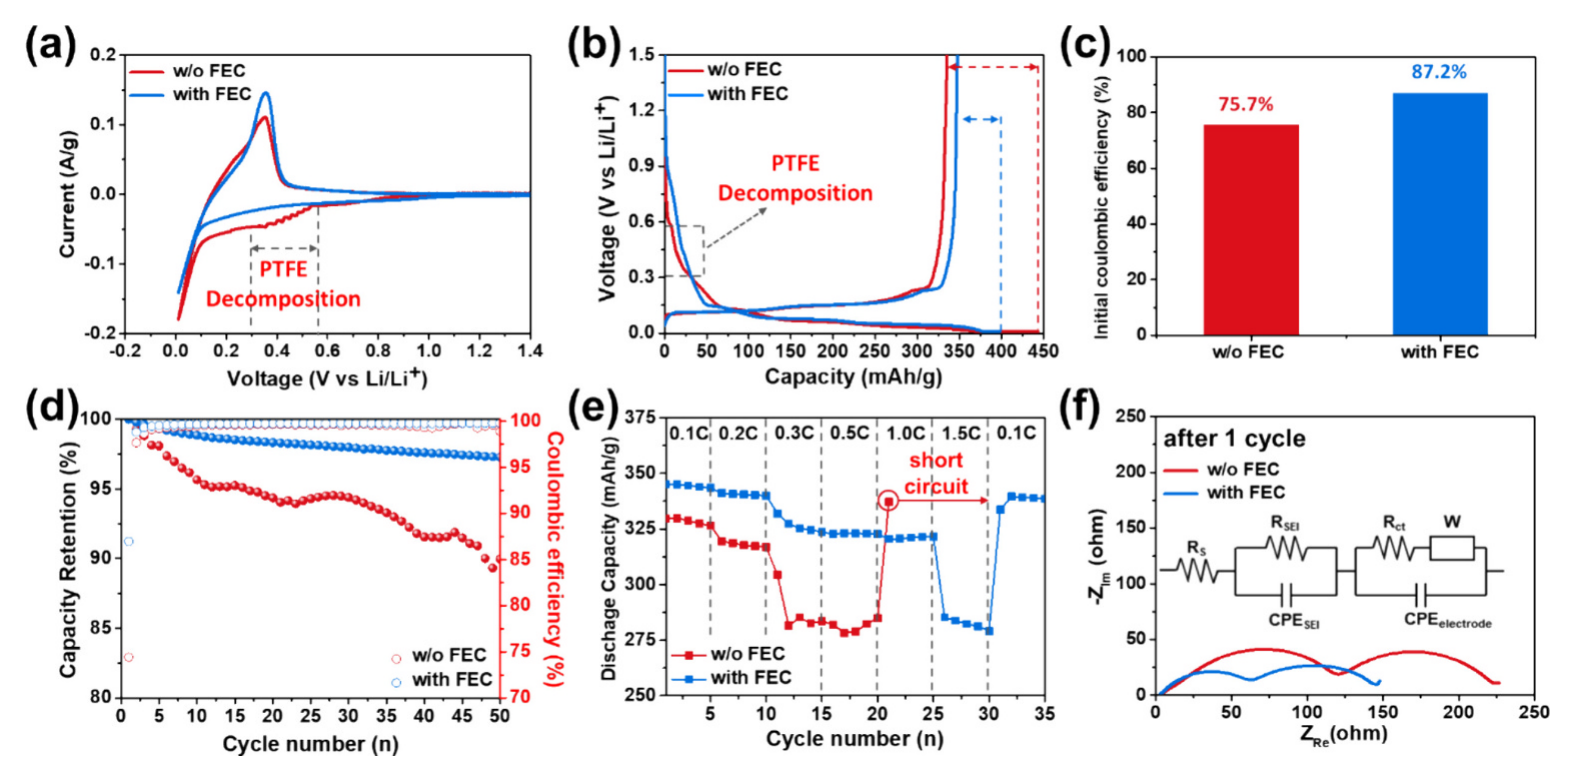 (a)
0.2
0.1
0.0
-0.1
-0.2
Current (A/g)
w/o FEC
with FEC
PTFE
Decomposition
-0.2 0.0 0.2 0.4 0.6 0.8 1.0 1.2 1.4
Voltage (V vs Li/Li+)
(b)
1.5
1.2
0.9
0.6
0.3
0.0
Voltage (V vs Li/Li+)
w/o FEC
with FEC
PTFE
Decomposition
0 50 100 150 200 250 300 350 400 450
Capacity (mAh/g)
(c)
100
80
60
40
20
0
Initial coulombic efficiency (%)
75.7%
87.2%
w/o FEC with FEC
(d)
100
95
90
85
80
Capacity Retention (%)
w/o FEC
with FEC
100
95
90
85
80
75
70
Coulombic efficiency (%)
0 5 10 15 20 25 30 35 40 45 50
Cycle number (n)
(e)
375
350
325
300
275
250
Dischage Capacity (mAh/g)
0.1C 0.2C 0.3C 0.5C 1.0C 1.5C 0.1C
short
circuit
w/o FEC
with FEC
5 10 15 20 25 30 35
Cycle number (n)
(f)
250
200
150
100
50
0
-ZIm (ohm)
after 1 cycle
w/o FEC
with FEC
RS
RSEI
Rct W
CPESEI
CPEelectrode
0 50 100 150 200 250
ZRe(ohm)